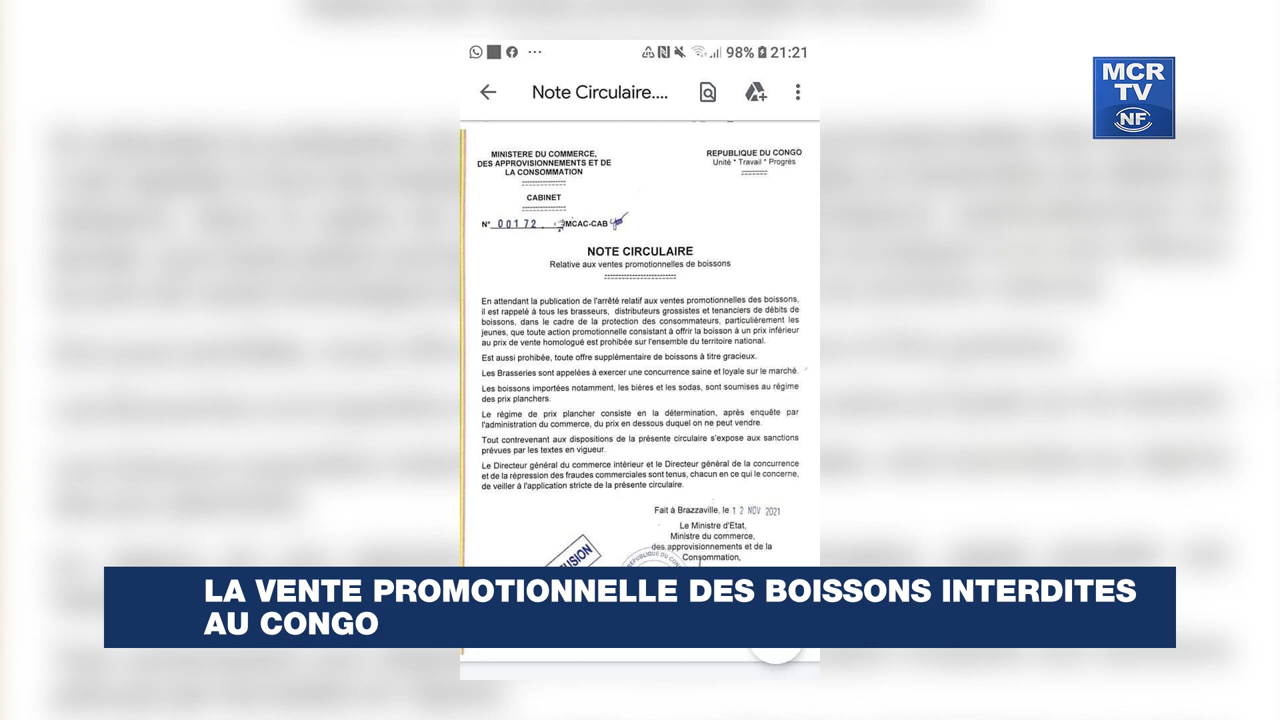 98% 21:21
Note Circulaire....
MCR
TV
NF
MINISTERE DU COMMERCE,
DES APPROVISIONNEMENTS ET DE
LA CONSOMMATION
REPUBLIQUE DU CONGO
Unité * Travail * Progrès
CABINET
N° 00172 /MCAC-CAB
NOTE CIRCULAIRE
Relative aux ventes promotionnelles de boissons
En attendant la publication de l'arrêté relatif aux ventes promotionnelles des boissons,
il est rappelé à tous les brasseurs, distributeurs grossistes et tenanciers de débits de
boissons, dans le cadre de la protection des consommateurs, particulièrement les
jeunes, que toute action promotionnelle consistant à offrir la boisson à un prix inférieur
au prix de vente homologué est prohibée sur l'ensemble du territoire national.
Est aussi prohibée, toute offre supplémentaire de boissons à titre gracieux.
Les Brasseries sont appelées à exercer une concurrence saine et loyale sur le marché.
Les boissons importées notamment, les bières et les sodas, sont soumises au régime
des prix planchers.
Le régime de prix plancher consiste en la détermination, après enquête par
l'administration du commerce, du prix en dessous duquel on ne peut vendre.
Tout contrevenant aux dispositions de la présente circulaire s'expose aux sanctions
prévues par les textes en vigueur.
Le Directeur général du commerce intérieur et le Directeur général de la concurrence
et de la répression des fraudes commerciales sont tenus, chacun en ce qui le concerne,
de veiller à l'application stricte de la présente circulaire.
Fait à Brazzaville, le 12 NOV 2021
Le Ministre d'Etat,
Ministre du commerce,
des approvisionnements et de la
Consommation,
LA VENTE PROMOTIONNELLE DES BOISSONS INTERDITES
AU CONGO